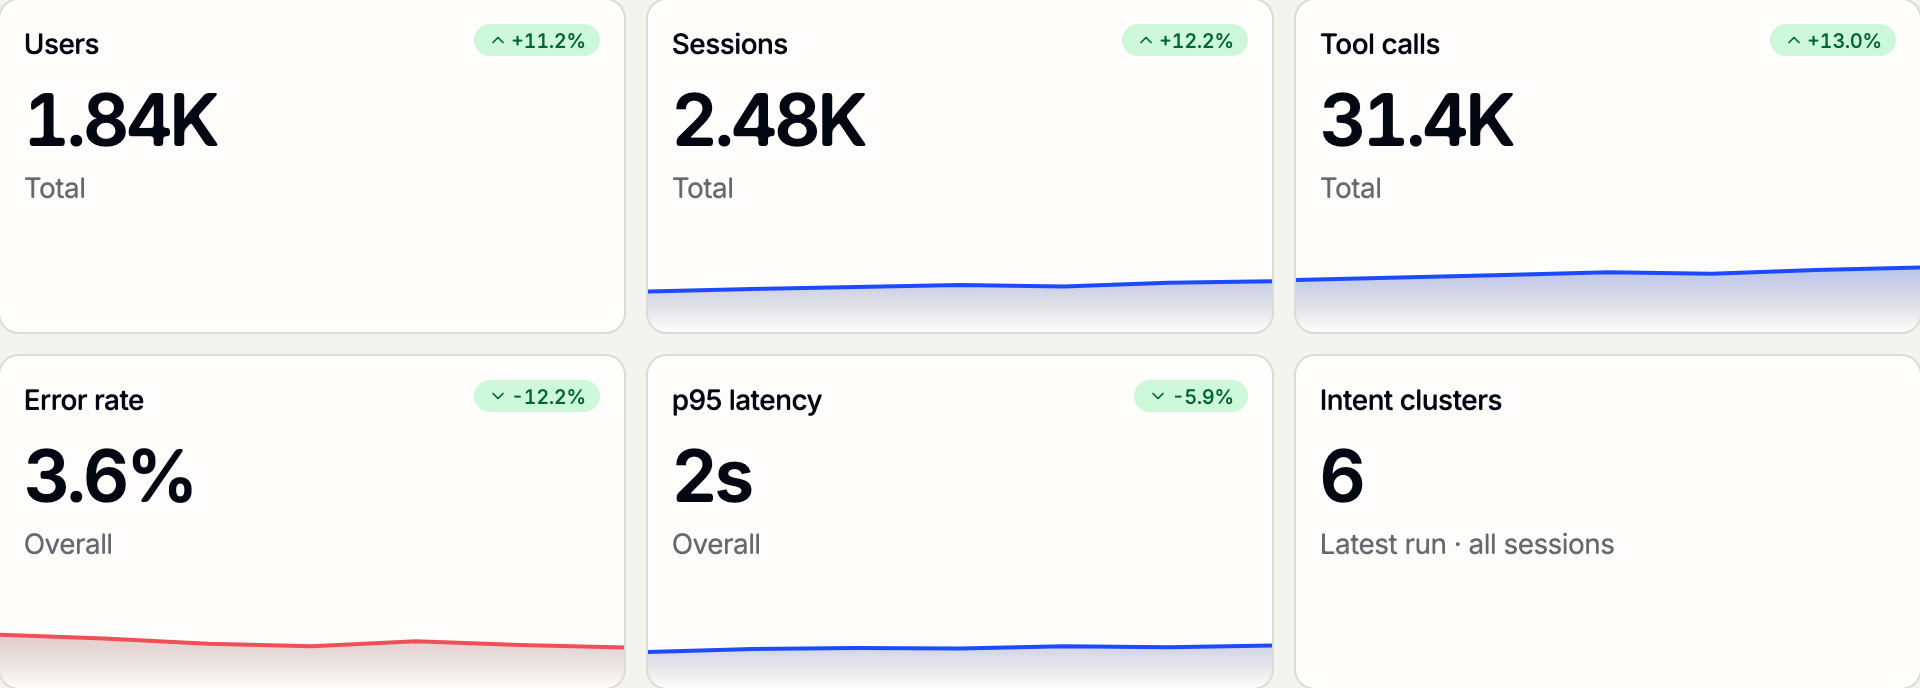 Users
+11.2%
1.84K
Total
Sessions
+12.2%
2.48K
Total
Tool calls
+13.0%
31.4K
Total
Error rate
-12.2%
3.6%
Overall
p95 latency
-5.9%
2s
Overall
Intent clusters
6
Latest run · all sessions